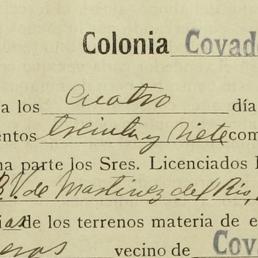 Colonia Covad
a los cuatro día
entos treinta y siete com
na parte los Sres. Licenciados
B. V. de Martinez del Rio,
ias de los terrenos materia de e
vecino de Cov